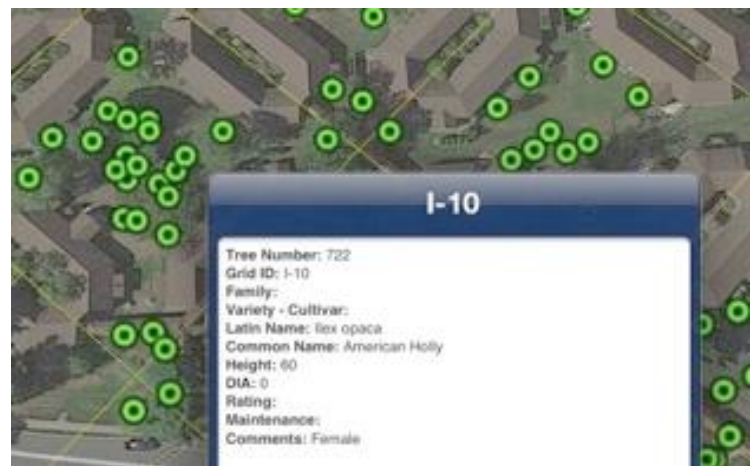 I-10
Tree Number: 722
Grid ID: I-10
Family:
Variety - Cultivar:
Latin Name: Ilex opaca
Common Name: American Holly
Height: 60
DIA: 0
Rating:
Maintenance:
Comments: Female